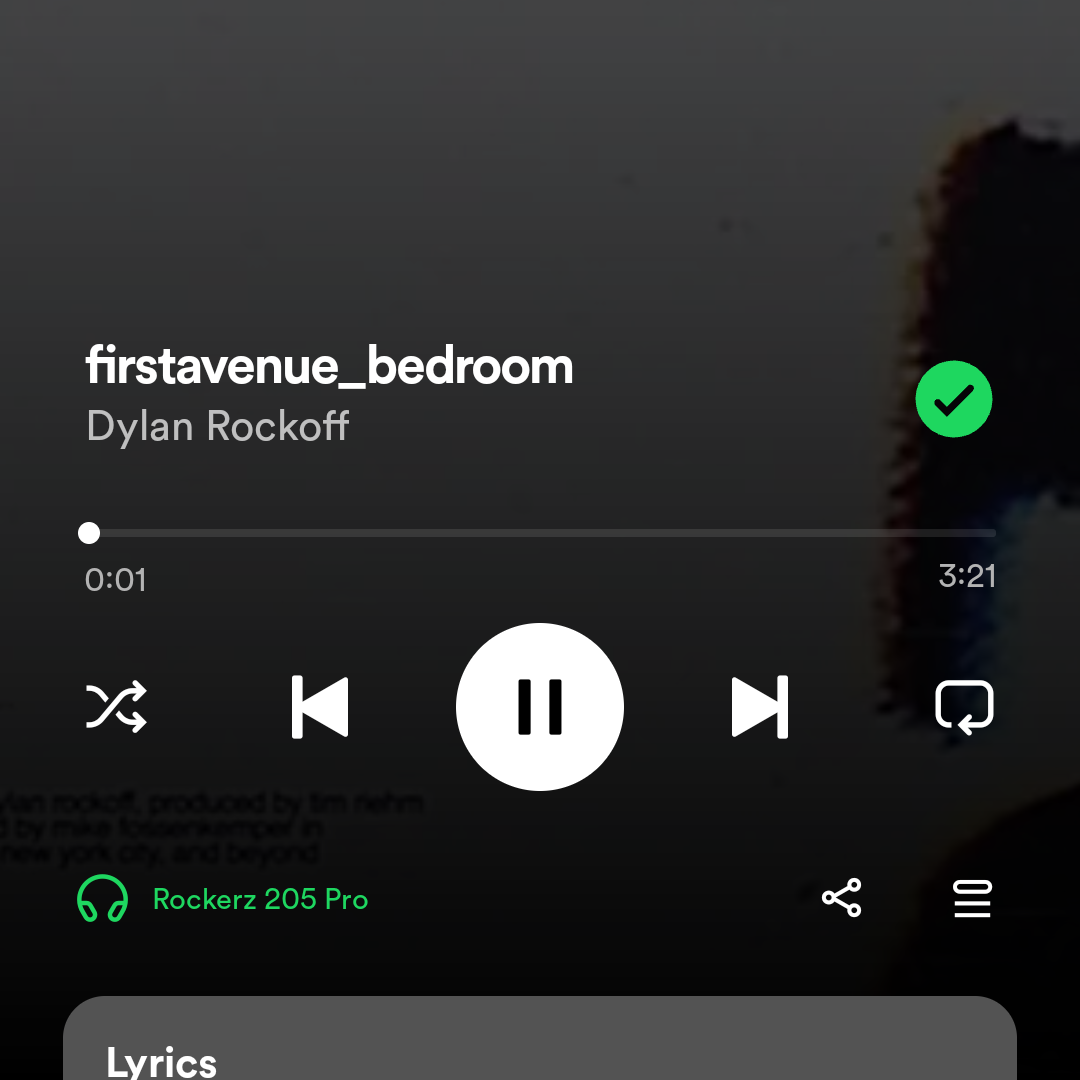 firstavenue_bedroom
Dylan Rockoff
0:01
3:21
rockoff, produced by tim riehm
by mike fossenkemper in
new york city, and beyond
Rockerz 205 Pro
Lyrics